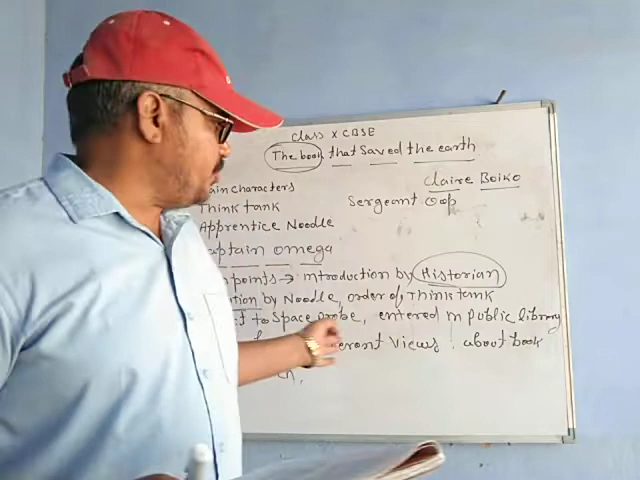 Class X CBSE
The book that Saved the earth
Claire Boiko
ain characters
Think tank
Sergeant oop
Apprentice Noodle
aptain omega
points → introduction by Historian
tion by Noodle, order of Think tank
t to Space probe, entered in public library
erent views. about book
ch,